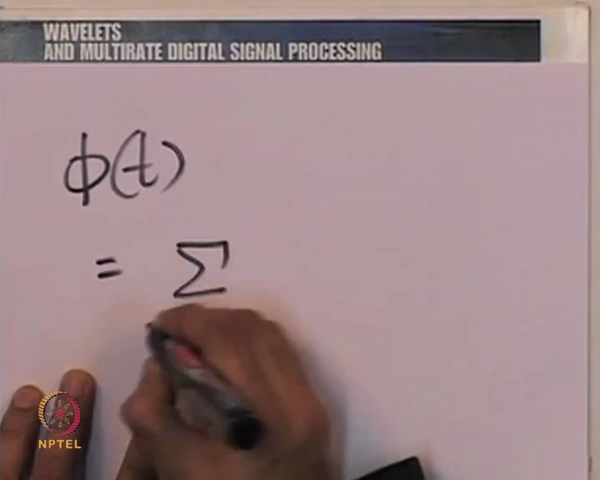 WAVELETS
AND MULTIRATE DIGITAL SIGNAL PROCESSING
φ(t)
= Σ
NPTEL